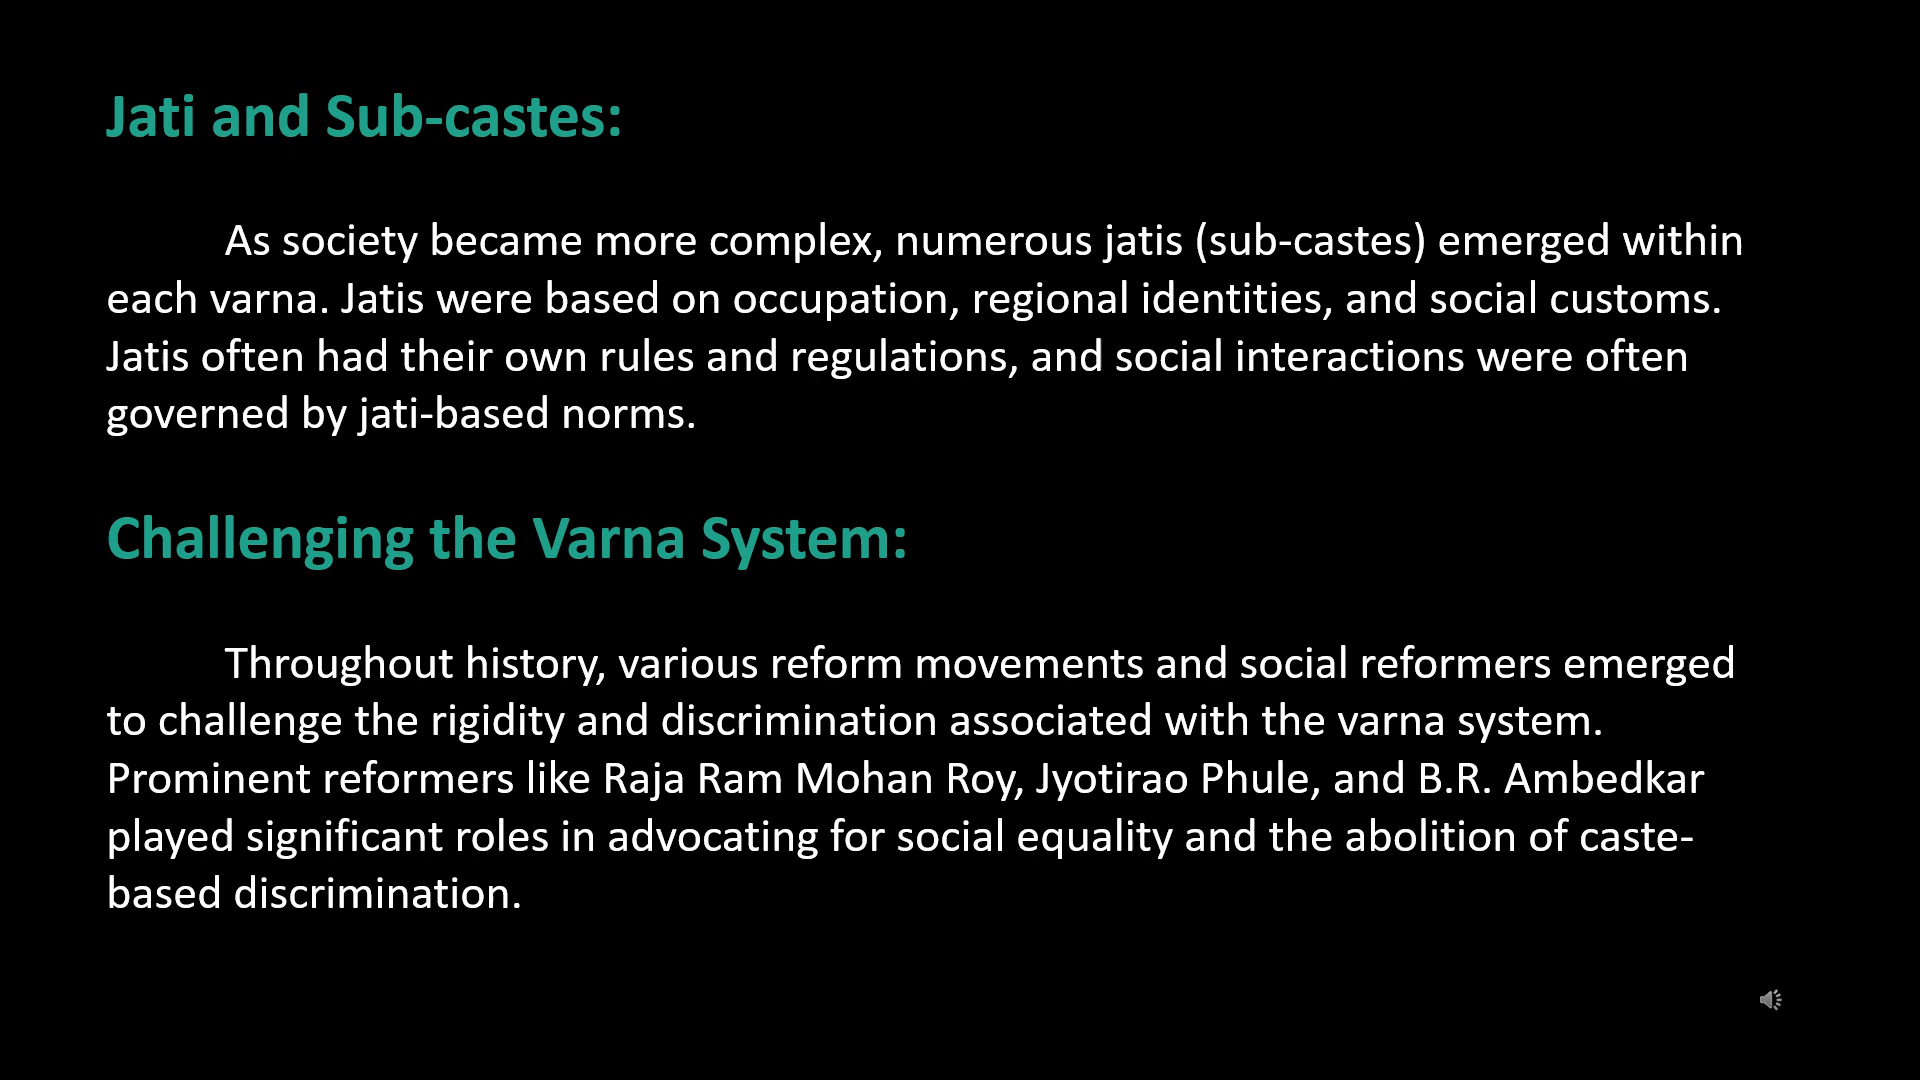 Jati and Sub-castes:
As society became more complex, numerous jatis (sub-castes) emerged within
each varna. Jatis were based on occupation, regional identities, and social customs.
Jatis often had their own rules and regulations, and social interactions were often
governed by jati-based norms.
Challenging the Varna System:
Throughout history, various reform movements and social reformers emerged
to challenge the rigidity and discrimination associated with the varna system.
Prominent reformers like Raja Ram Mohan Roy, Jyotirao Phule, and B.R. Ambedkar
played significant roles in advocating for social equality and the abolition of caste-
based discrimination.